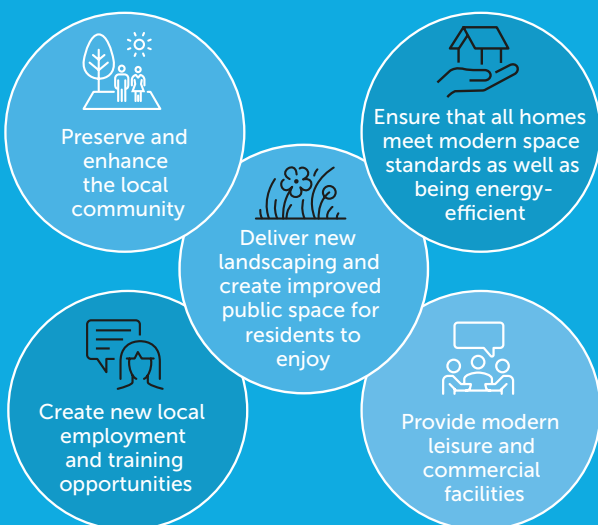 Preserve and
enhance
the local
community
Ensure that all homes
meet modern space
standards as well as
being energy-
efficient
Deliver new
landscaping and
create improved
public space for
residents to
enjoy
Create new local
employment
and training
opportunities
Provide modern
leisure and
commercial
facilities